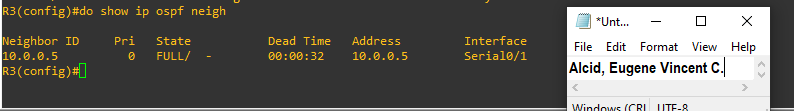 R3(config)#do show ip ospf neigh
Neighbor ID     Pri   State           Dead Time   Address         Interface
10.0.0.5          0   FULL/  -        00:00:32    10.0.0.5        Serial0/1
R3(config)#
*Unt...
File Edit Format View Help
Alcid, Eugene Vincent C.
Windows (CRI UTF-8